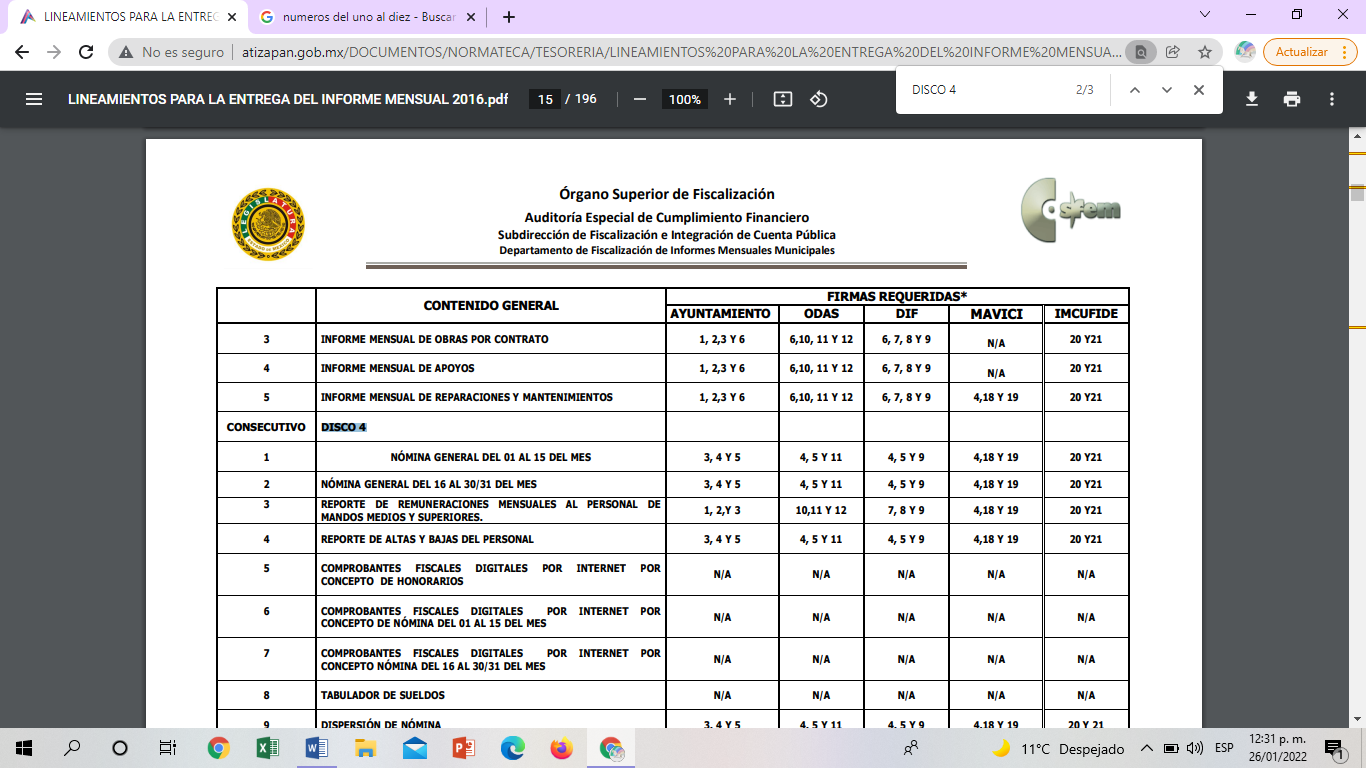 LINEAMIENTOS PARA LA ENTREG
numeros del uno al diez - Buscar
No es seguro
atizapan.gob.mx/DOCUMENTOS/NORMATECA/TESORERIA/LINEAMIENTOS%20PARA%20LA%20ENTREGA%20DEL%20INFORME%20MENSUA...
Actualizar
LINEAMIENTOS PARA LA ENTREGA DEL INFORME MENSUAL 2016.pdf
15 / 196
100%
DISCO 4
2/3
LEGISLATURA
ESTADO DE MEXICO
Órgano Superior de Fiscalización
Auditoría Especial de Cumplimiento Financiero
Subdirección de Fiscalización e Integración de Cuenta Pública
Departamento de Fiscalización de Informes Mensuales Municipales
osfem
CONTENIDO GENERAL
FIRMAS REQUERIDAS*
AYUNTAMIENTO ODAS DIF MAVICI IMCUFIDE
3 INFORME MENSUAL DE OBRAS POR CONTRATO 1, 2,3 Y 6 6,10, 11 Y 12 6, 7, 8 Y 9 N/A 20 Y21
4 INFORME MENSUAL DE APOYOS 1, 2,3 Y 6 6,10, 11 Y 12 6, 7, 8 Y 9 N/A 20 Y21
5 INFORME MENSUAL DE REPARACIONES Y MANTENIMIENTOS 1, 2,3 Y 6 6,10, 11 Y 12 6, 7, 8 Y 9 4,18 Y 19 20 Y21
CONSECUTIVO DISCO 4
1 NÓMINA GENERAL DEL 01 AL 15 DEL MES 3, 4 Y 5 4, 5 Y 11 4, 5 Y 9 4,18 Y 19 20 Y21
2 NÓMINA GENERAL DEL 16 AL 30/31 DEL MES 3, 4 Y 5 4, 5 Y 11 4, 5 Y 9 4,18 Y 19 20 Y21
3 REPORTE DE REMUNERACIONES MENSUALES AL PERSONAL DE
MANDOS MEDIOS Y SUPERIORES. 1, 2,Y 3 10,11 Y 12 7, 8 Y 9 4,18 Y 19 20 Y21
4 REPORTE DE ALTAS Y BAJAS DEL PERSONAL 3, 4 Y 5 4, 5 Y 11 4, 5 Y 9 4,18 Y 19 20 Y21
5 COMPROBANTES FISCALES DIGITALES POR INTERNET POR
CONCEPTO DE HONORARIOS N/A N/A N/A N/A N/A
6 COMPROBANTES FISCALES DIGITALES POR INTERNET POR
CONCEPTO DE NÓMINA DEL 01 AL 15 DEL MES N/A N/A N/A N/A N/A
7 COMPROBANTES FISCALES DIGITALES POR INTERNET POR
CONCEPTO NÓMINA DEL 16 AL 30/31 DEL MES N/A N/A N/A N/A N/A
8 TABULADOR DE SUELDOS N/A N/A N/A N/A N/A
9 DISPERSIÓN DE NÓMINA 3, 4 Y 5 4, 5 Y 11 4, 5 Y 9 4,18 Y 19 20 Y 21
11°C Despejado
ESP
12:31 p. m.
26/01/2022
1